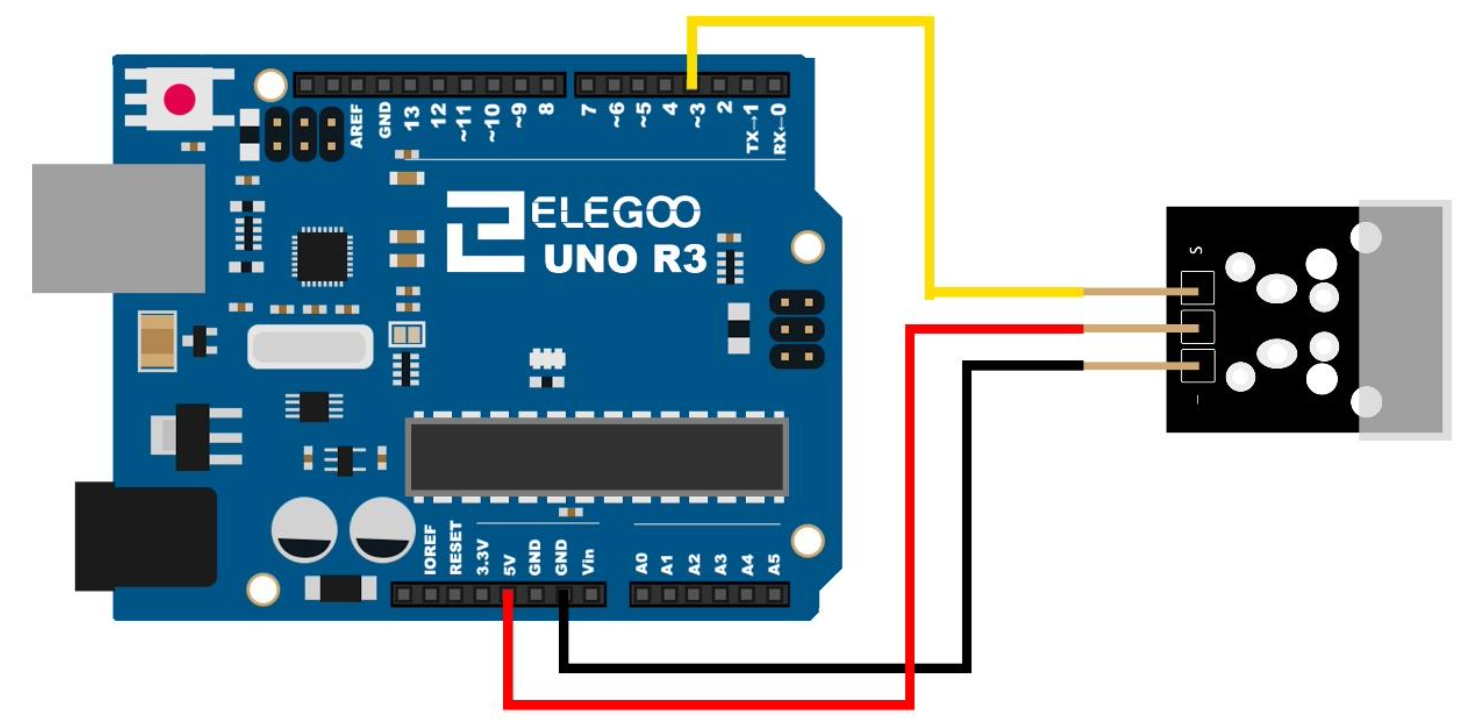 AREF
GND
13
12
~11
~10
~9
8
7
~6
~5
4
~3
2
TX→1
RX←0
ELEGOO
UNO R3
S
−
IOREF
RESET
3.3V
5V
GND
GND
Vin
A0
A1
A2
A3
A4
A5